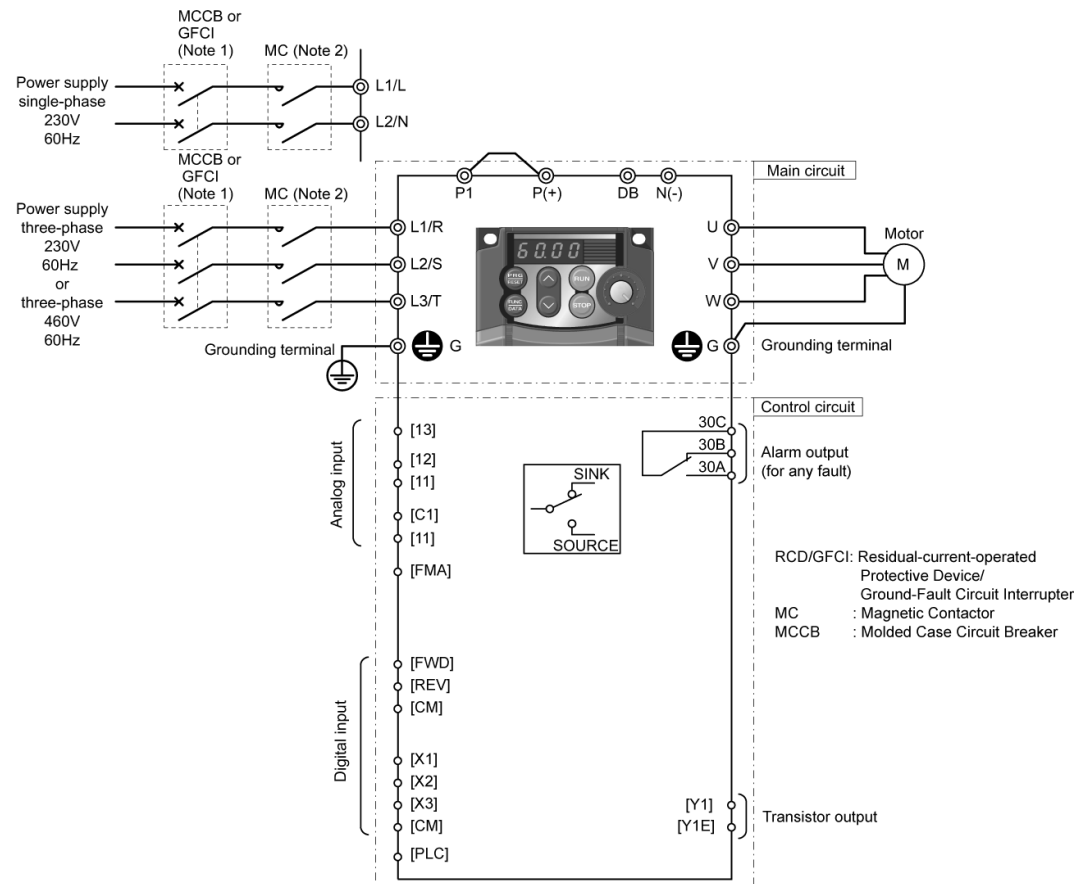 MCCB or
GFCI
(Note 1)
MC (Note 2)
Power supply
single-phase
230V
60Hz
L1/L
L2/N
MCCB or
GFCI
(Note 1)
MC (Note 2)
Power supply
three-phase
230V
60Hz
or
three-phase
460V
60Hz
Main circuit
P1
P(+)
DB
N(-)
L1/R
L2/S
L3/T
G
Grounding terminal
60.00
PRG
RESET
FUNC
DATA
RUN
STOP
U
V
W
G
Motor
M
Grounding terminal
Control circuit
Analog input
[13]
[12]
[11]
[C1]
[11]
[FMA]
SINK
SOURCE
30C
30B
30A
Alarm output
(for any fault)
RCD/GFCI: Residual-current-operated
Protective Device/
Ground-Fault Circuit Interrupter
MC : Magnetic Contactor
MCCB : Molded Case Circuit Breaker
Digital input
[FWD]
[REV]
[CM]
[X1]
[X2]
[X3]
[CM]
[PLC]
[Y1]
[Y1E]
Transistor output